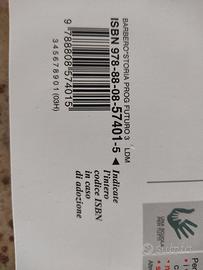 BARBERO*STORIA PROG FUTURO 3 LDM
ISBN 978-88-08-57401-5
9 788808 574015
345678901 (03H)
Indicate
l'intero
codice ISBN
in caso
di adozione